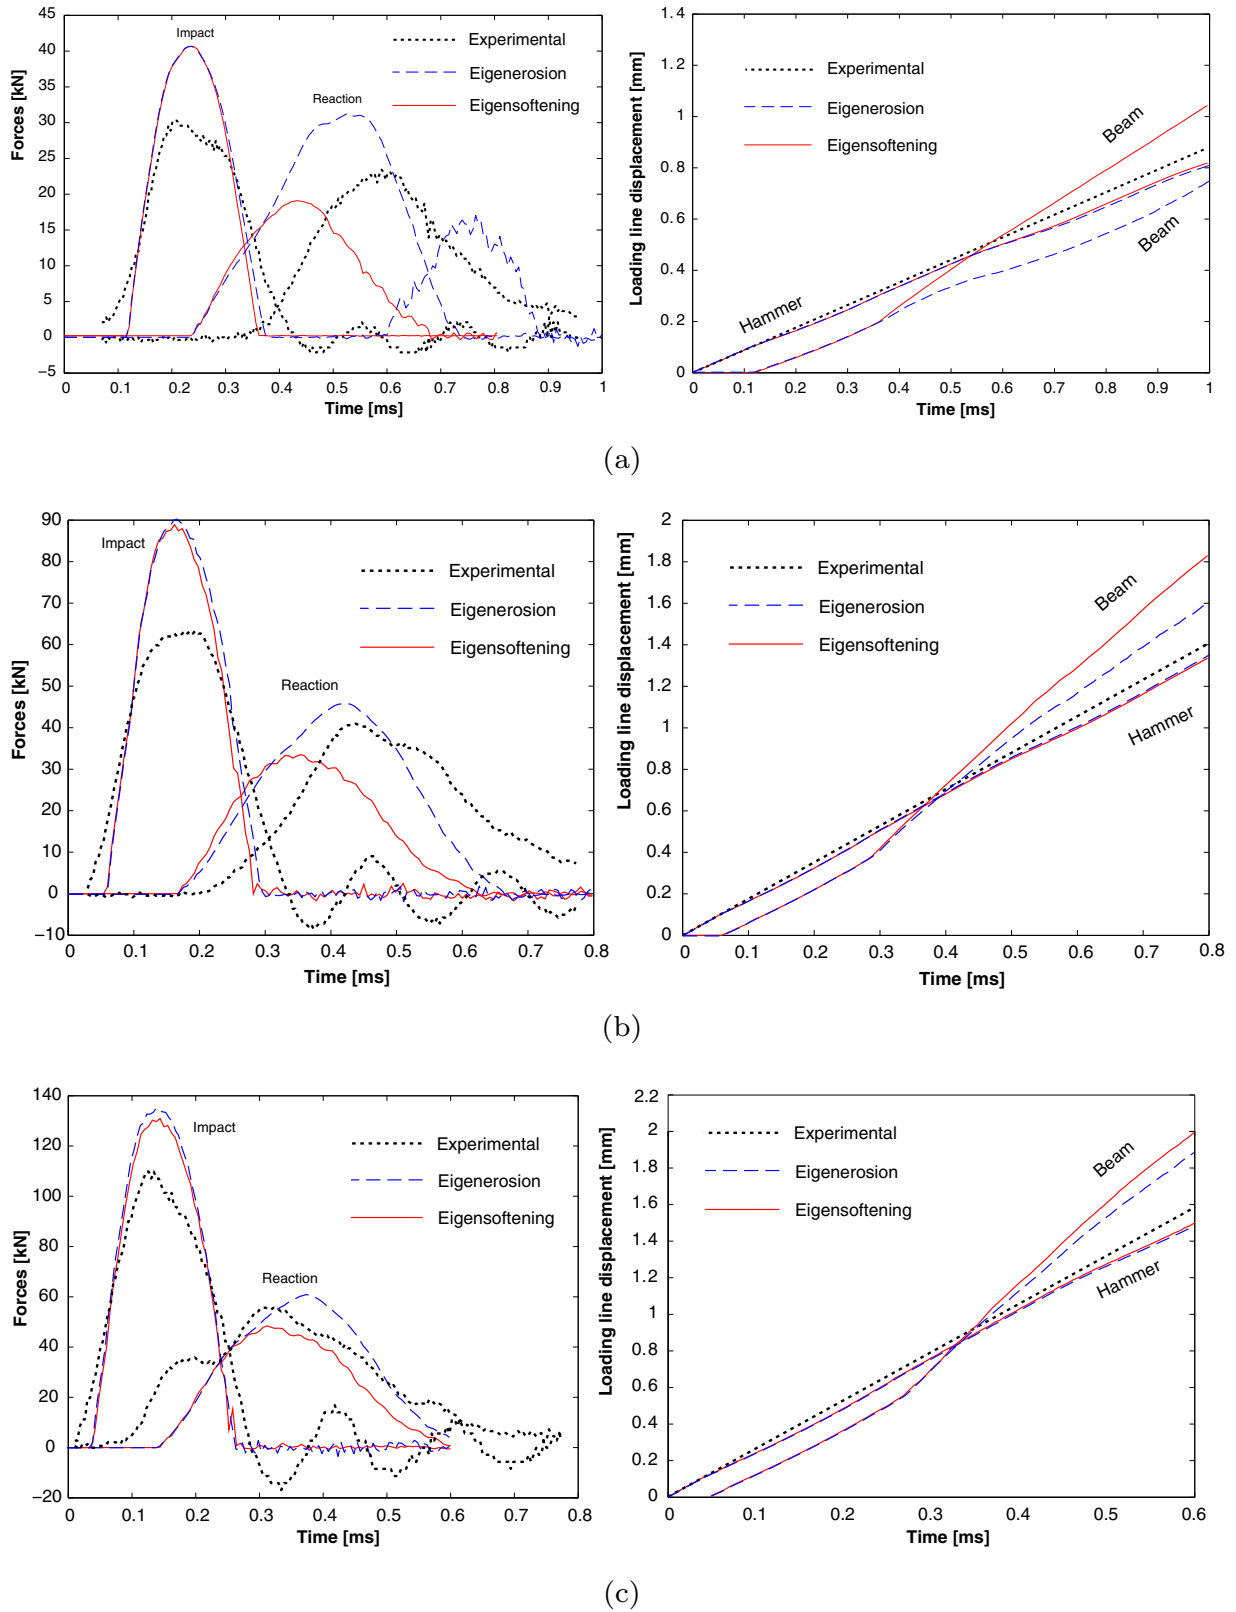 45
40
35
30
25
20
15
10
5
0
−5
Forces [kN]
Impact
Reaction
Experimental
Eigenerosion
Eigensoftening
0 0.1 0.2 0.3 0.4 0.5 0.6 0.7 0.8 0.9 1
Time [ms]
1.4
1.2
1
0.8
0.6
0.4
0.2
0
Loading line displacement [mm]
Experimental
Eigenerosion
Eigensoftening
Beam
Beam
Hammer
0 0.1 0.2 0.3 0.4 0.5 0.6 0.7 0.8 0.9 1
Time [ms]
(a)
90
80
70
60
50
40
30
20
10
0
−10
Forces [kN]
Impact
Reaction
Experimental
Eigenerosion
Eigensoftening
0 0.1 0.2 0.3 0.4 0.5 0.6 0.7 0.8
Time [ms]
2
1.8
1.6
1.4
1.2
1
0.8
0.6
0.4
0.2
0
Loading line displacement [mm]
Experimental
Eigenerosion
Eigensoftening
Beam
Hammer
0 0.1 0.2 0.3 0.4 0.5 0.6 0.7 0.8
Time [ms]
(b)
140
120
100
80
60
40
20
0
−20
Forces [kN]
Impact
Reaction
Experimental
Eigenerosion
Eigensoftening
0 0.1 0.2 0.3 0.4 0.5 0.6 0.7 0.8
Time [ms]
2.2
2
1.8
1.6
1.4
1.2
1
0.8
0.6
0.4
0.2
0
Loading line displacement [mm]
Experimental
Eigenerosion
Eigensoftening
Beam
Hammer
0 0.1 0.2 0.3 0.4 0.5 0.6
Time [ms]
(c)